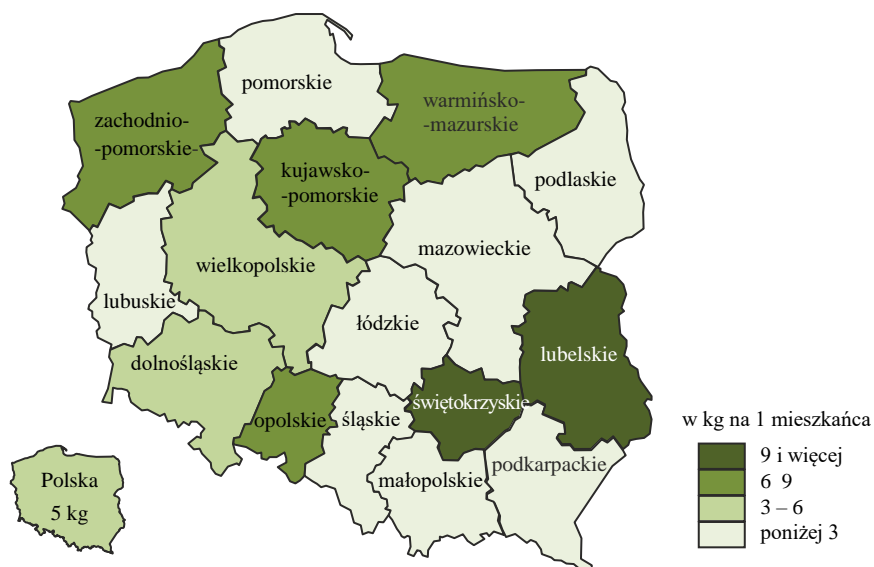 pomorskie
zachodnio-
-pomorskie-
warmińsko-
-mazurskie
kujawsko-
-pomorskie
podlaskie
mazowieckie
wielkopolskie
lubuskie
łódzkie
dolnośląskie
lubelskie
opolskie
śląskie
świętokrzyskie
małopolskie
podkarpackie
Polska
5 kg
w kg na 1 mieszkańca
9 i więcej
6 9
3 – 6
poniżej 3